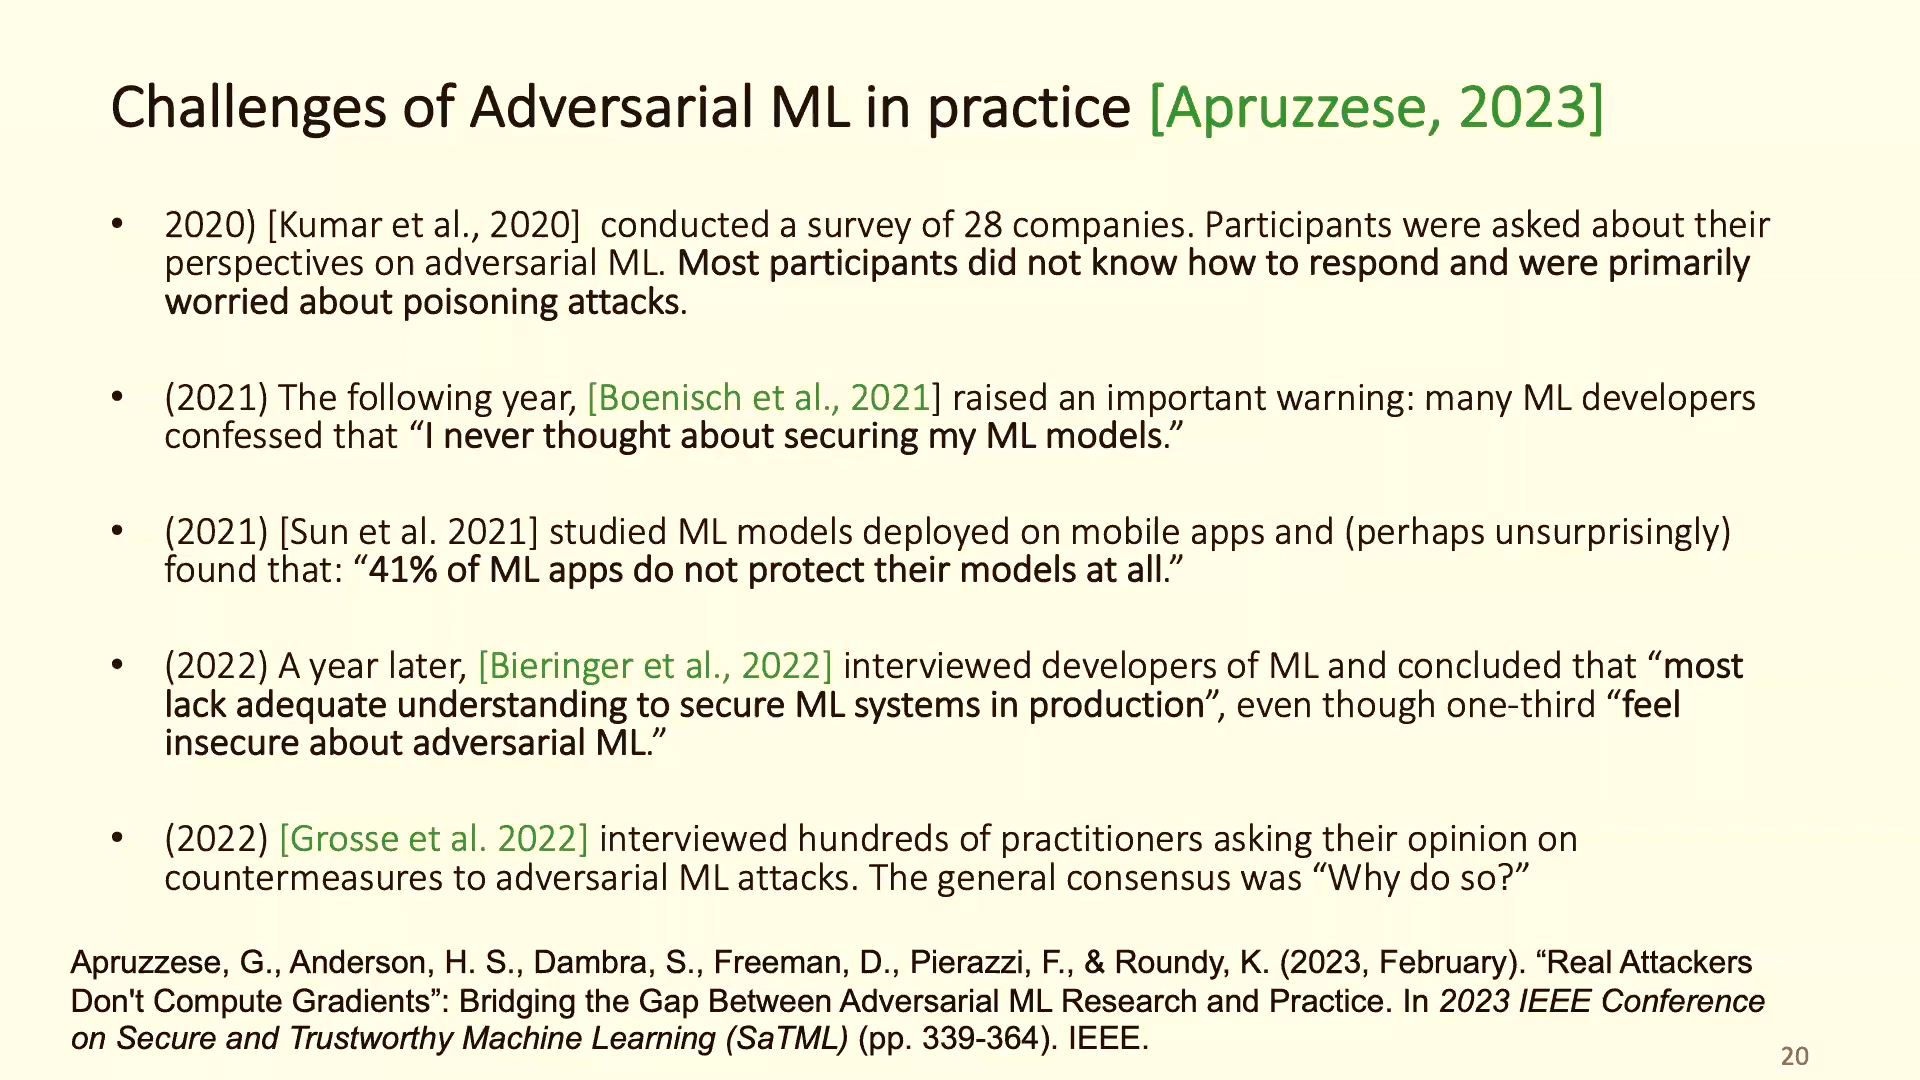 Challenges of Adversarial ML in practice [Apruzzese, 2023]
• 2020) [Kumar et al., 2020]  conducted a survey of 28 companies. Participants were asked about their
perspectives on adversarial ML. Most participants did not know how to respond and were primarily
worried about poisoning attacks.
• (2021) The following year, [Boenisch et al., 2021] raised an important warning: many ML developers
confessed that “I never thought about securing my ML models.”
• (2021) [Sun et al. 2021] studied ML models deployed on mobile apps and (perhaps unsurprisingly)
found that: “41% of ML apps do not protect their models at all.”
• (2022) A year later, [Bieringer et al., 2022] interviewed developers of ML and concluded that “most
lack adequate understanding to secure ML systems in production”, even though one-third “feel
insecure about adversarial ML.”
• (2022) [Grosse et al. 2022] interviewed hundreds of practitioners asking their opinion on
countermeasures to adversarial ML attacks. The general consensus was “Why do so?”
Apruzzese, G., Anderson, H. S., Dambra, S., Freeman, D., Pierazzi, F., & Roundy, K. (2023, February). “Real Attackers
Don't Compute Gradients”: Bridging the Gap Between Adversarial ML Research and Practice. In 2023 IEEE Conference
on Secure and Trustworthy Machine Learning (SaTML) (pp. 339-364). IEEE.
20